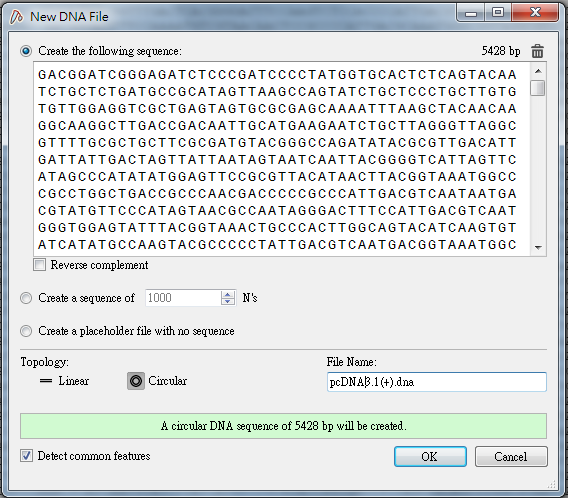 New DNA File
Create the following sequence:
5428 bp
GACGGATCGGGAGATCTCCCGATCCCCTATGGTGCACTCTCAGTACAA
TCTGCTCTGATGCCGCATAGTTAAGCCAGTATCTGCTCCCTGCTTGTG
TGTTGGAGGTCGCTGAGTAGTGCGCGAGCAAAATTTAAGCTACAACAA
GGCAAGGCTTGACCGACAATTGCATGAAGAATCTGCTTAGGGTTAGGC
GTTTTGCGCTGCTTCGCGATGTACGGGCCAGATATACGCGTTGACATT
GATTATTGACTAGTTATTAATAGTAATCAATTACGGGGTCATTAGTTC
ATAGCCCATATATGGAGTTCCGCGTTACATAACTTACGGTAAATGGCC
CGCCTGGCTGACCGCCCAACGACCCCCGCCCATTGACGTCAATAATGA
CGTATGTTCCCATAGTAACGCCAATAGGGACTTTCCATTGACGTCAAT
GGGTGGAGTATTTACGGTAAACTGCCCACTTGGCAGTACATCAAGTGT
ATCATATGCCAAGTACGCCCCCTATTGACGTCAATGACGGTAAATGGC
Reverse complement
Create a sequence of 1000 N's
Create a placeholder file with no sequence
Topology:
Linear
Circular
File Name:
pcDNA3.1(+).dna
A circular DNA sequence of 5428 bp will be created.
Detect common features
OK
Cancel